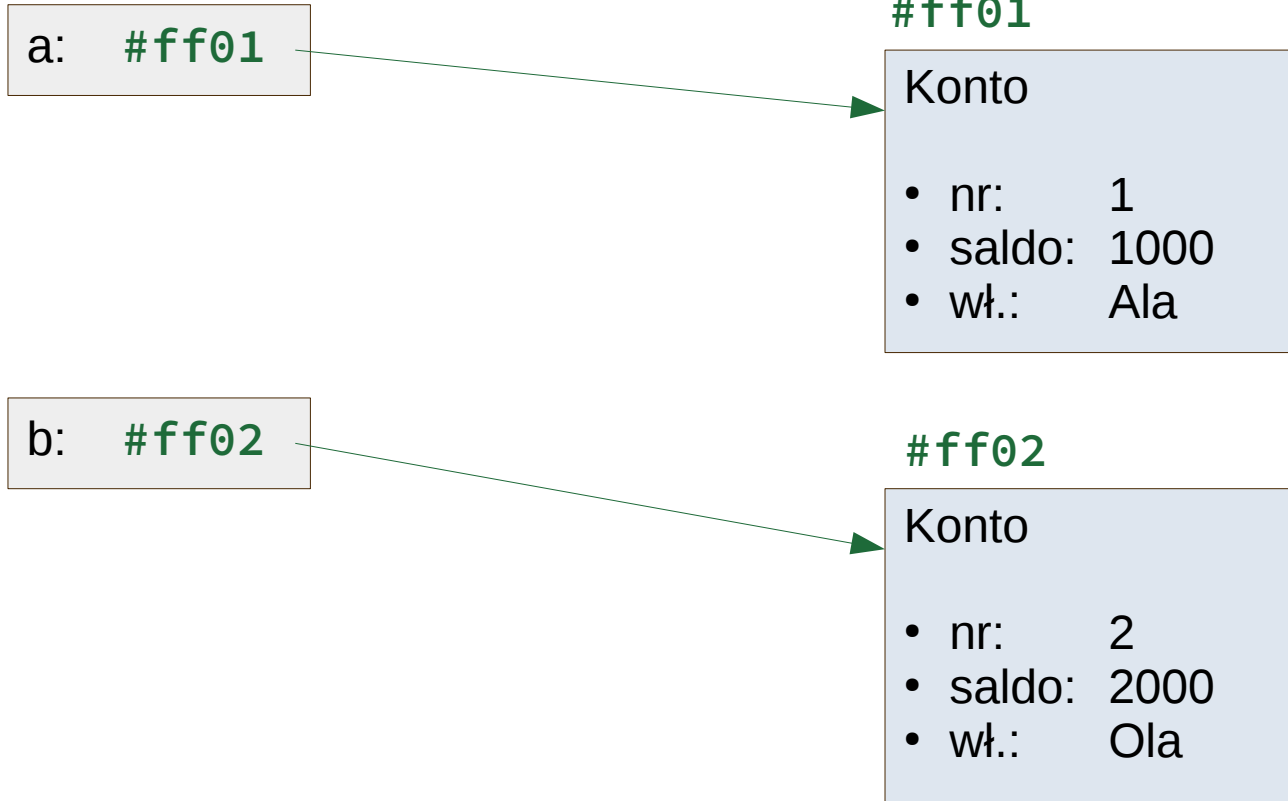 a: #ff01
#ff01
Konto
• nr: 1
• saldo: 1000
• wł.: Ala
b: #ff02
#ff02
Konto
• nr: 2
• saldo: 2000
• wł.: Ola